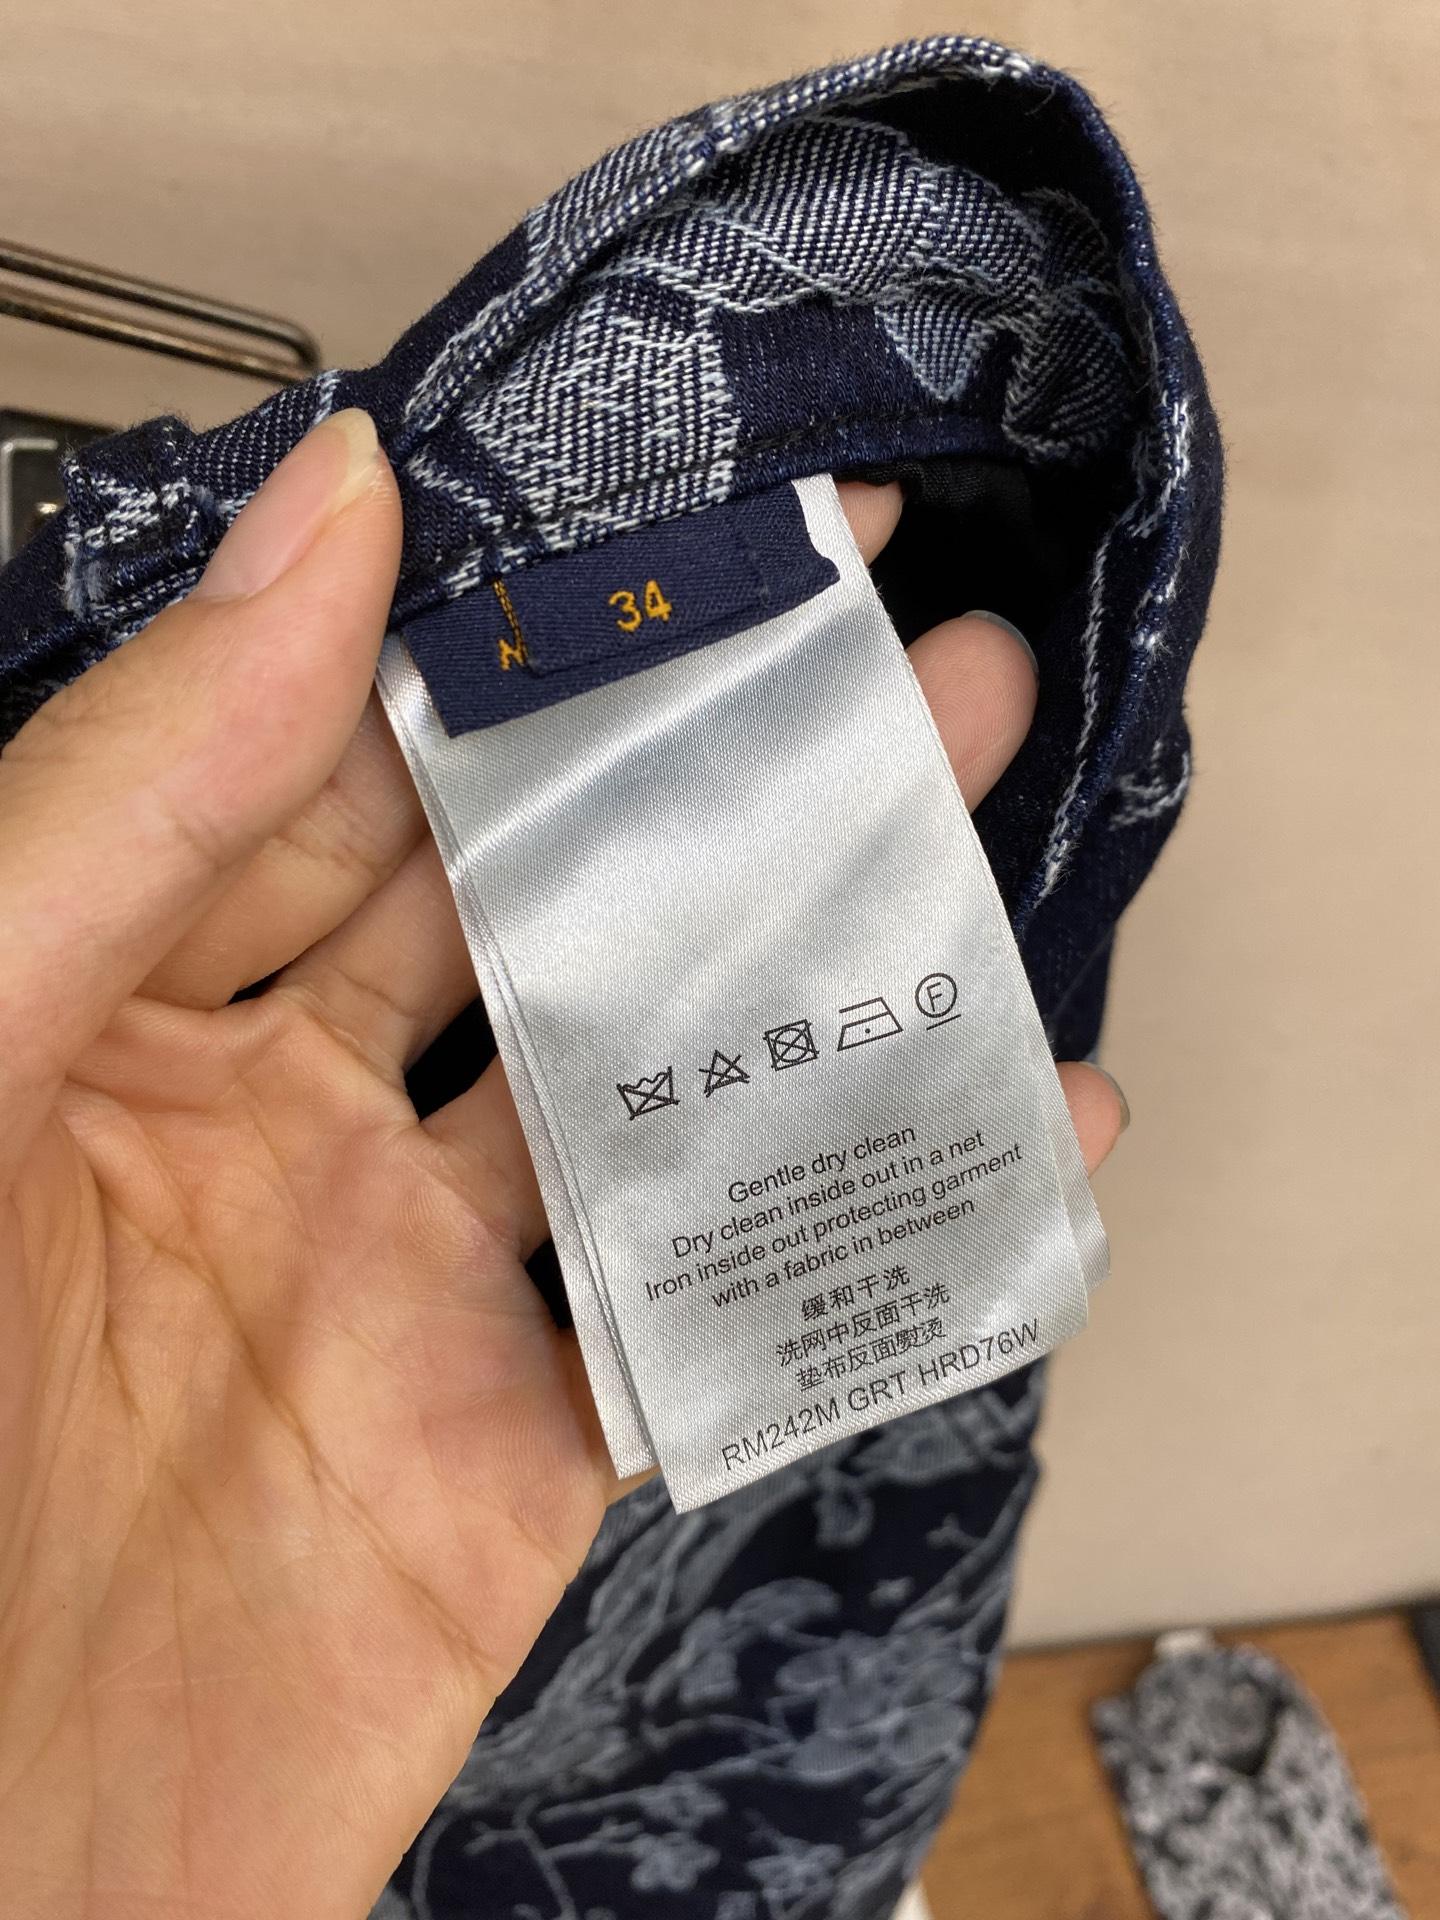 34
F
Gentle dry clean
Dry clean inside out in a net
Iron inside out protecting garment
with a fabric in between
缓和干洗
洗网中反面干洗
垫布反面熨烫
RM242M GRT HRD76W